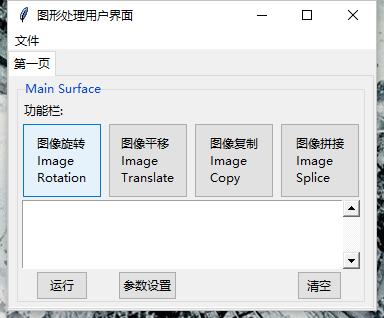 图形处理用户界面
文件
第一页
Main Surface
功能栏:
图像旋转
Image
Rotation
图像平移
Image
Translate
图像复制
Image
Copy
图像拼接
Image
Splice
运行
参数设置
清空